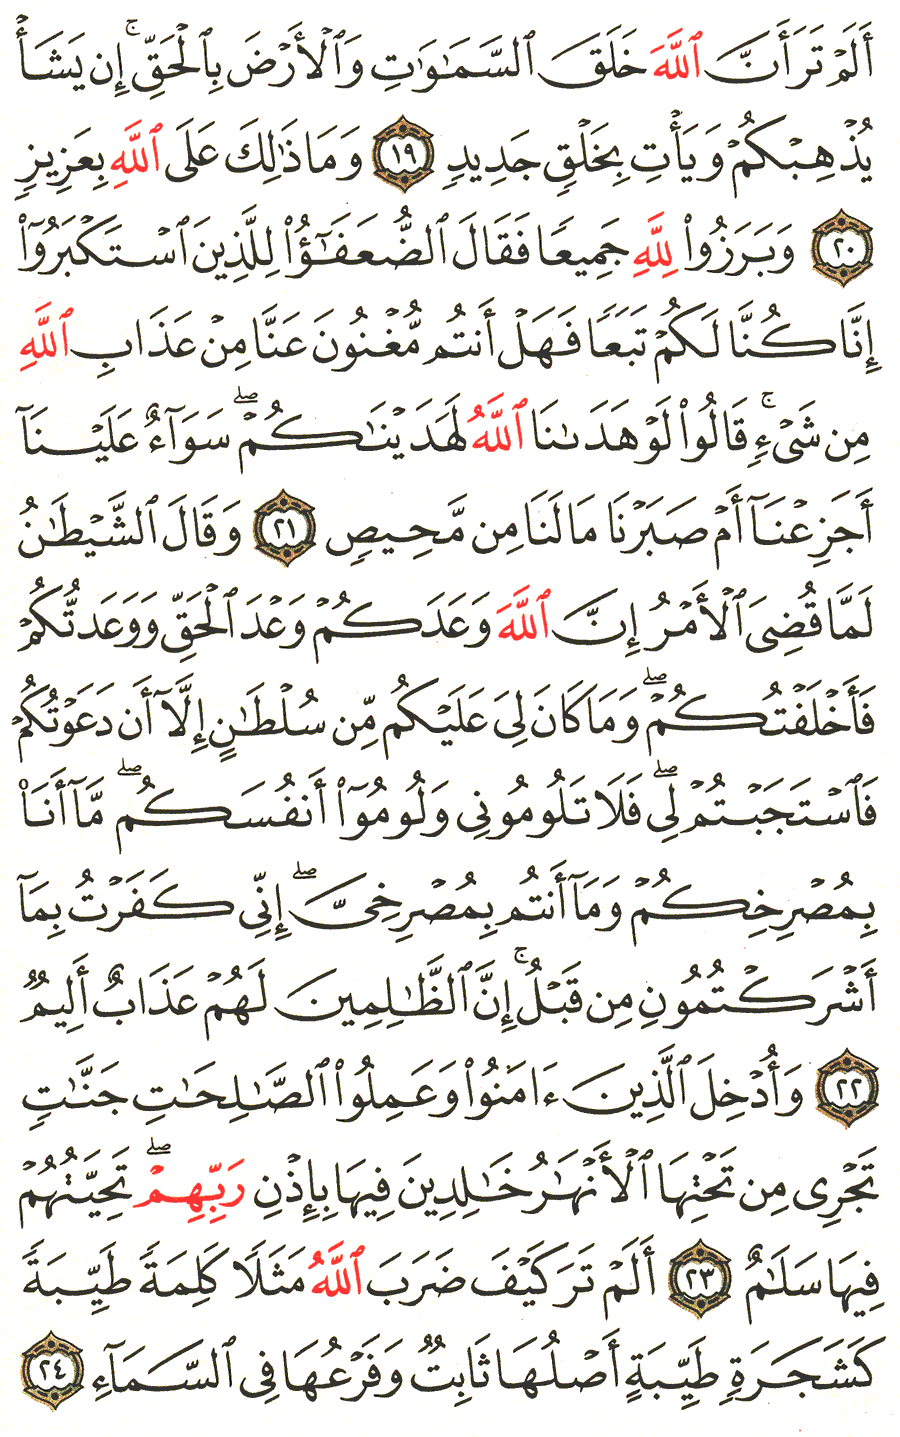 أَلَمْ تَرَ أَنَّ ٱللَّهَ خَلَقَ ٱلسَّمَٰوَٰتِ وَٱلْأَرْضَ بِٱلْحَقِّ ۚ إِن يَشَأْ
يُذْهِبْكُمْ وَيَأْتِ بِخَلْقٍ جَدِيدٍ ١٩ وَمَا ذَٰلِكَ عَلَى ٱللَّهِ بِعَزِيزٍ
٢٠ وَبَرَزُوا۟ لِلَّهِ جَمِيعًا فَقَالَ ٱلضُّعَفَٰٓؤُا۟ لِلَّذِينَ ٱسْتَكْبَرُوٓا۟
إِنَّا كُنَّا لَكُمْ تَبَعًا فَهَلْ أَنتُم مُّغْنُونَ عَنَّا مِنْ عَذَابِ ٱللَّهِ
مِن شَىْءٍ ۚ قَالُوا۟ لَوْ هَدَىٰنَا ٱللَّهُ لَهَدَيْنَٰكُمْ ۖ سَوَآءٌ عَلَيْنَآ
أَجَزِعْنَآ أَمْ صَبَرْنَا مَا لَنَا مِن مَّحِيصٍ ٢١ وَقَالَ ٱلشَّيْطَٰنُ
لَمَّا قُضِىَ ٱلْأَمْرُ إِنَّ ٱللَّهَ وَعَدَكُمْ وَعْدَ ٱلْحَقِّ وَوَعَدتُّكُمْ
فَأَخْلَفْتُكُمْ ۖ وَمَا كَانَ لِىَ عَلَيْكُم مِّن سُلْطَٰنٍ إِلَّآ أَن دَعَوْتُكُمْ
فَٱسْتَجَبْتُمْ لِى ۖ فَلَا تَلُومُونِى وَلُومُوٓا۟ أَنفُسَكُم ۖ مَّآ أَنَا۠
بِمُصْرِخِكُمْ وَمَآ أَنتُم بِمُصْرِخِىَّ ۖ إِنِّى كَفَرْتُ بِمَآ
أَشْرَكْتُمُونِ مِن قَبْلُ ۗ إِنَّ ٱلظَّٰلِمِينَ لَهُمْ عَذَابٌ أَلِيمٌ
٢٢ وَأُدْخِلَ ٱلَّذِينَ ءَامَنُوا۟ وَعَمِلُوا۟ ٱلصَّٰلِحَٰتِ جَنَّٰتٍ
تَجْرِى مِن تَحْتِهَا ٱلْأَنْهَٰرُ خَٰلِدِينَ فِيهَا بِإِذْنِ رَبِّهِمْ ۖ تَحِيَّتُهُمْ
فِيهَا سَلَٰمٌ ٢٣ أَلَمْ تَرَ كَيْفَ ضَرَبَ ٱللَّهُ مَثَلًا كَلِمَةً طَيِّبَةً
كَشَجَرَةٍ طَيِّبَةٍ أَصْلُهَا ثَابِتٌ وَفَرْعُهَا فِى ٱلسَّمَآءِ ٢٤